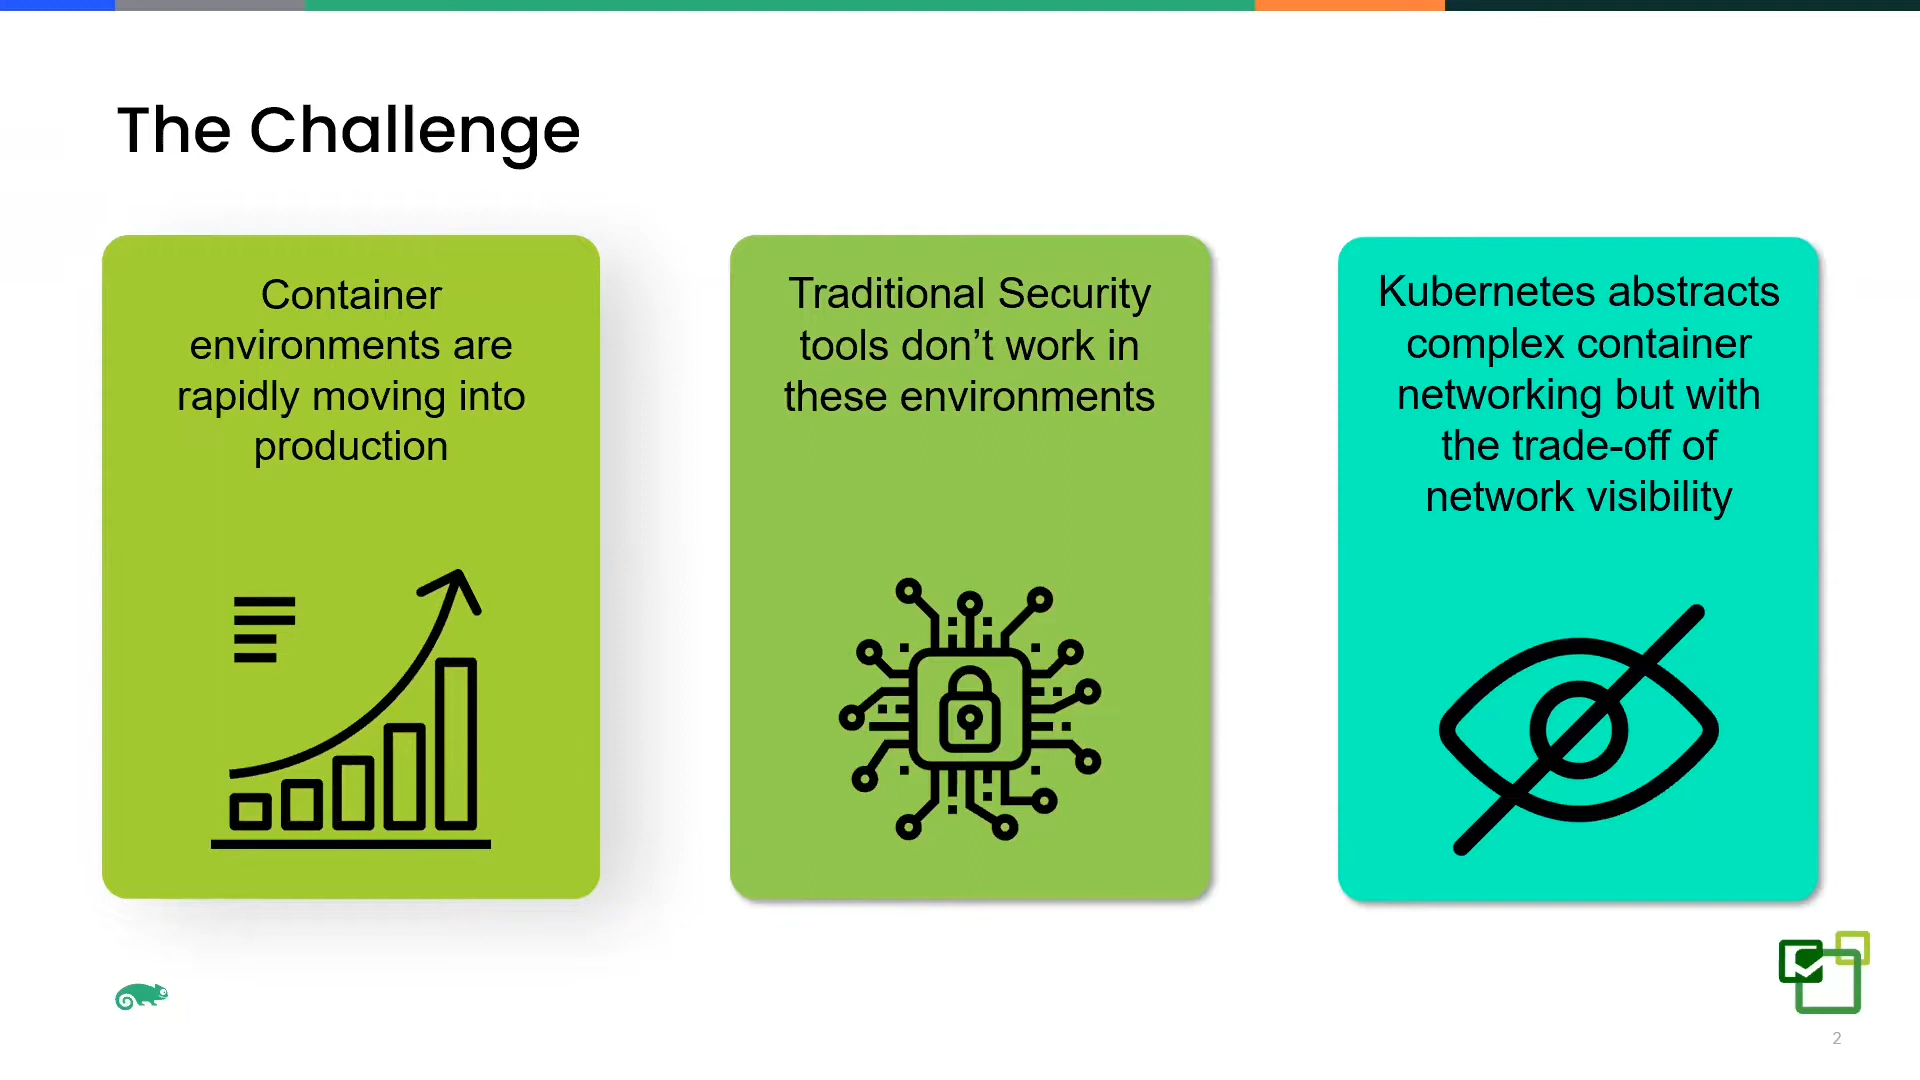 The Challenge
Container
environments are
rapidly moving into
production
Traditional Security
tools don’t work in
these environments
Kubernetes abstracts
complex container
networking but with
the trade-off of
network visibility
2